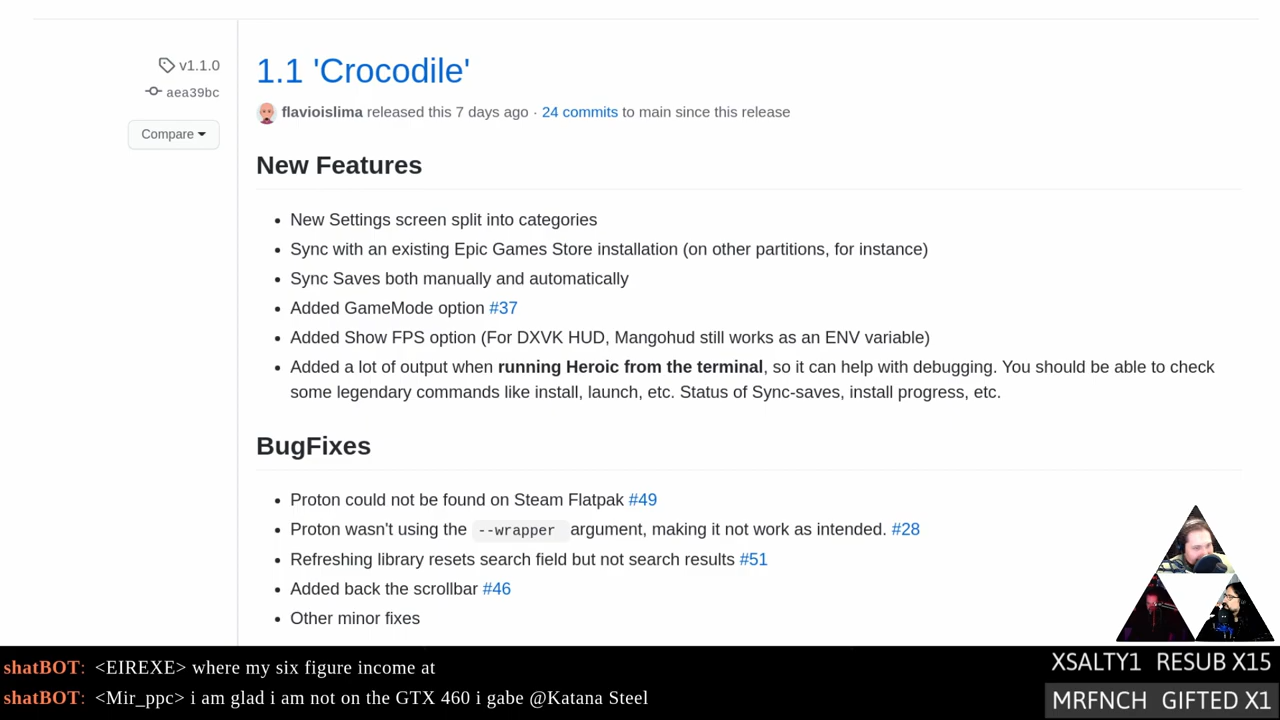 v1.1.0
aea39bc
Compare
1.1 'Crocodile'
flavioislima released this 7 days ago · 24 commits to main since this release
New Features
• New Settings screen split into categories
• Sync with an existing Epic Games Store installation (on other partitions, for instance)
• Sync Saves both manually and automatically
• Added GameMode option #37
• Added Show FPS option (For DXVK HUD, Mangohud still works as an ENV variable)
• Added a lot of output when running Heroic from the terminal, so it can help with debugging. You should be able to check
some legendary commands like install, launch, etc. Status of Sync-saves, install progress, etc.
BugFixes
• Proton could not be found on Steam Flatpak #49
• Proton wasn't using the --wrapper argument, making it not work as intended. #28
• Refreshing library resets search field but not search results #51
• Added back the scrollbar #46
• Other minor fixes
shatBOT: <EIREXE> where my six figure income at
shatBOT: <Mir_ppc> i am glad i am not on the GTX 460 i gabe @Katana Steel
XSALTY1 RESUB X15
MRFNCH GIFTED X1